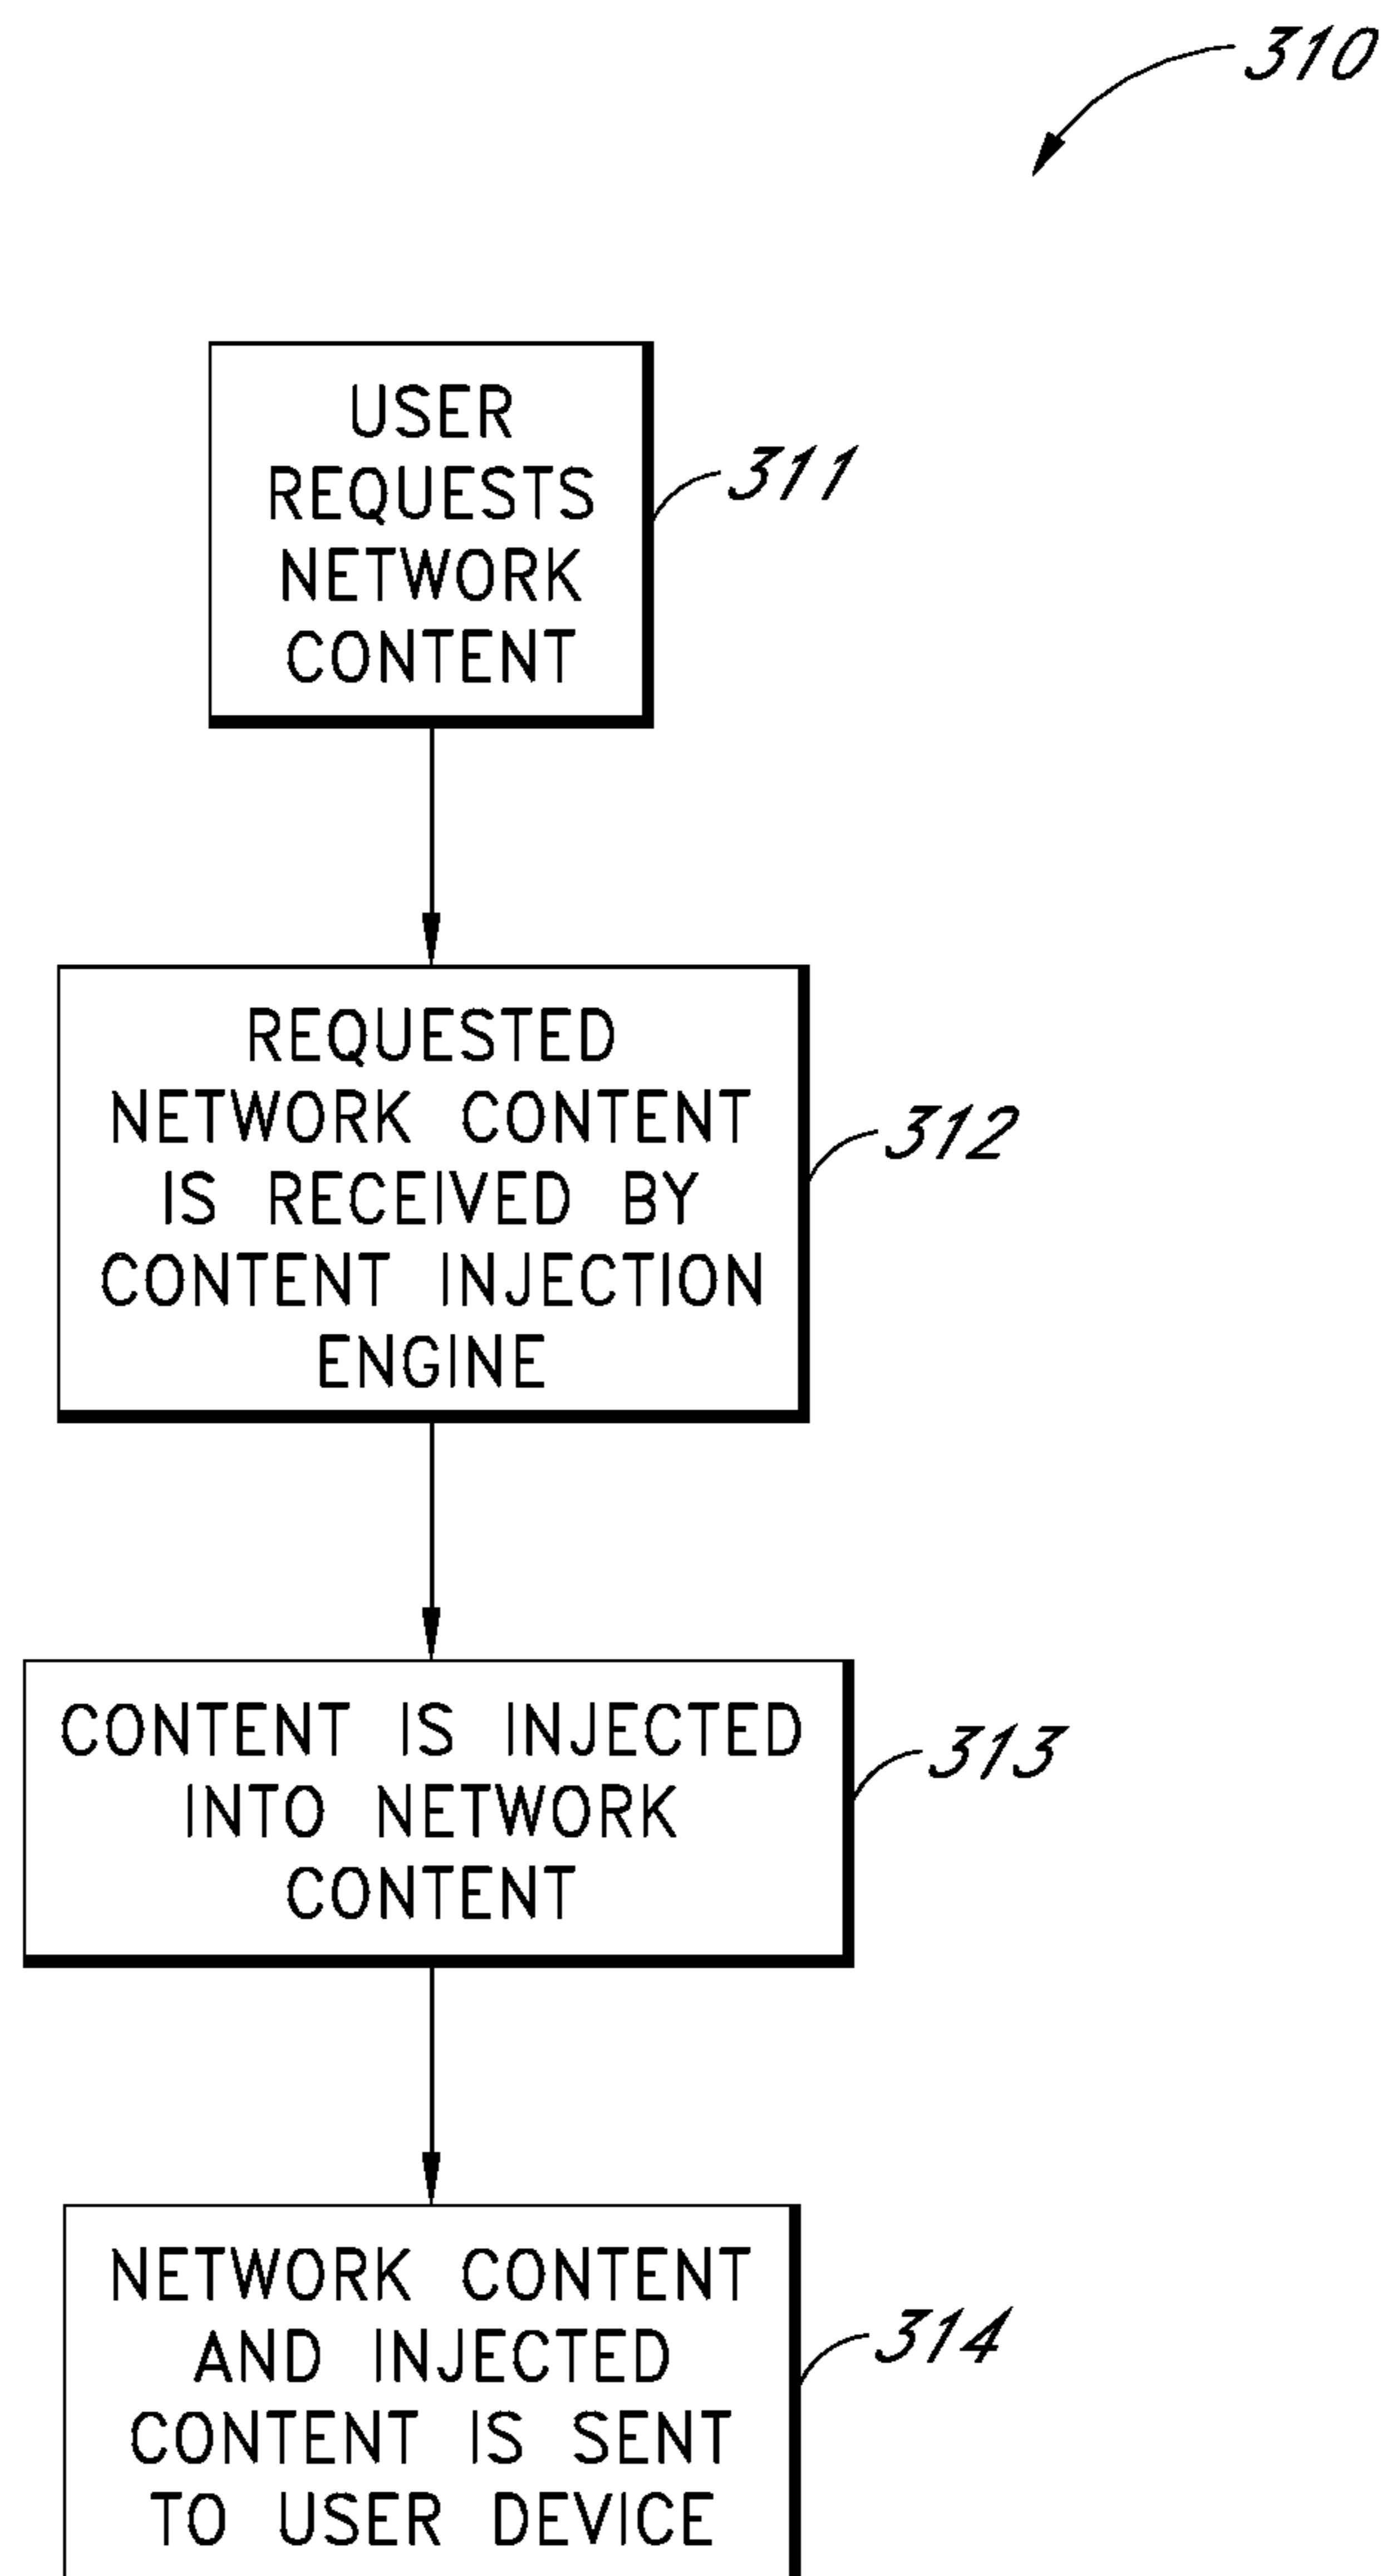 310
USER
REQUESTS
NETWORK
CONTENT
311
REQUESTED
NETWORK CONTENT
IS RECEIVED BY
CONTENT INJECTION
ENGINE
312
CONTENT IS INJECTED
INTO NETWORK
CONTENT
313
NETWORK CONTENT
AND INJECTED
CONTENT IS SENT
TO USER DEVICE
314